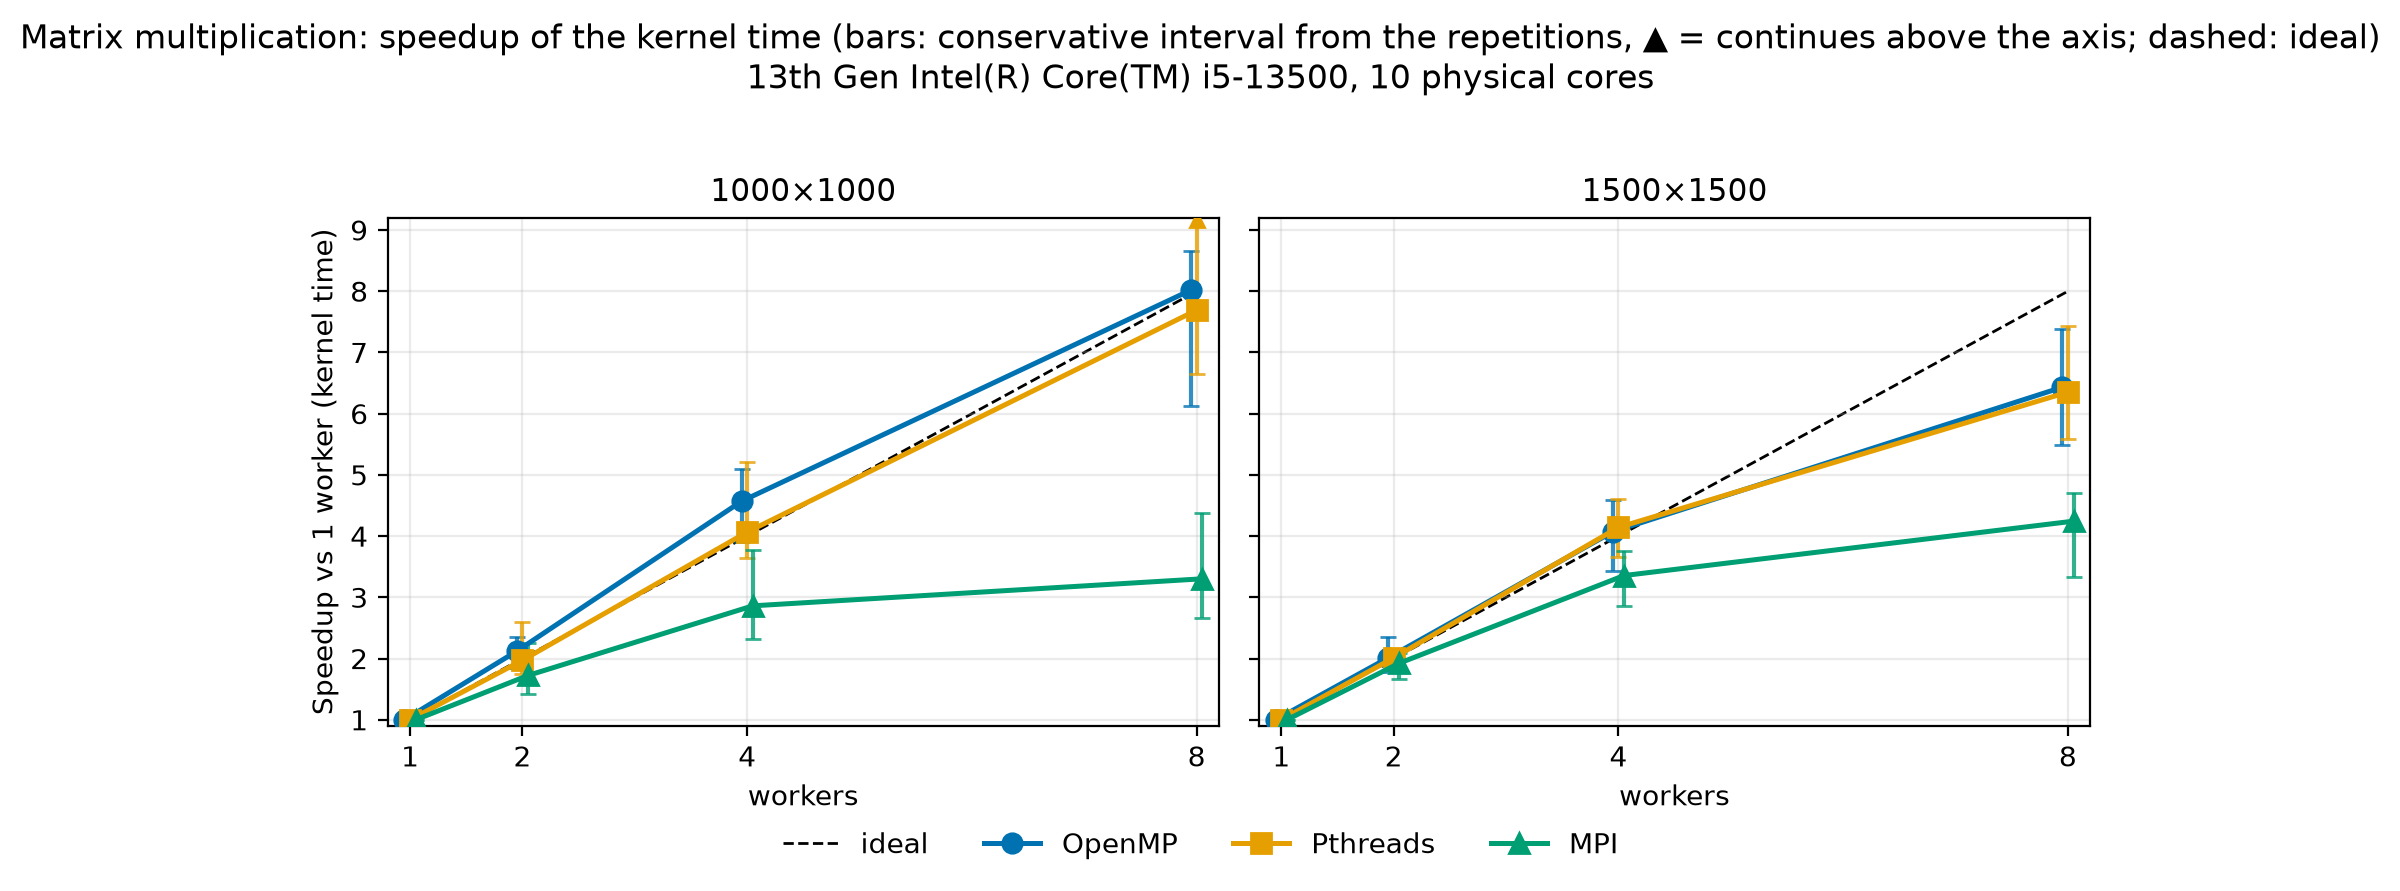 Matrix multiplication: speedup of the kernel time (bars: conservative interval from the repetitions, ▲ = continues above the axis; dashed: ideal)
13th Gen Intel(R) Core(TM) i5-13500, 10 physical cores
1000×1000
1500×1500
Speedup vs 1 worker (kernel time)
9
8
7
6
5
4
3
2
1
1 2 4 8
1 2 4 8
workers
workers
ideal OpenMP Pthreads MPI